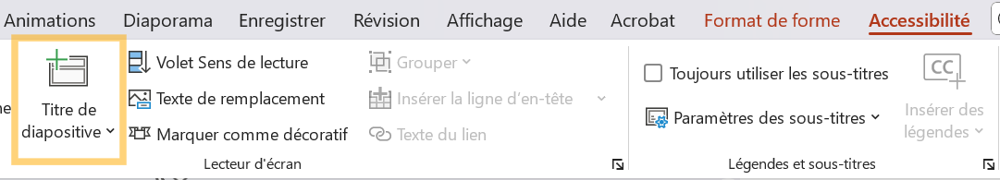 Animations Diaporama Enregistrer Révision Affichage Aide Acrobat Format de forme Accessibilité
Titre de diapositive
Volet Sens de lecture
Texte de remplacement
Marquer comme décoratif
Grouper
Insérer la ligne d'en-tête
Texte du lien
Lecteur d'écran
Toujours utiliser les sous-titres
Paramètres des sous-titres
CC
Insérer des
légendes
Légendes et sous-titres